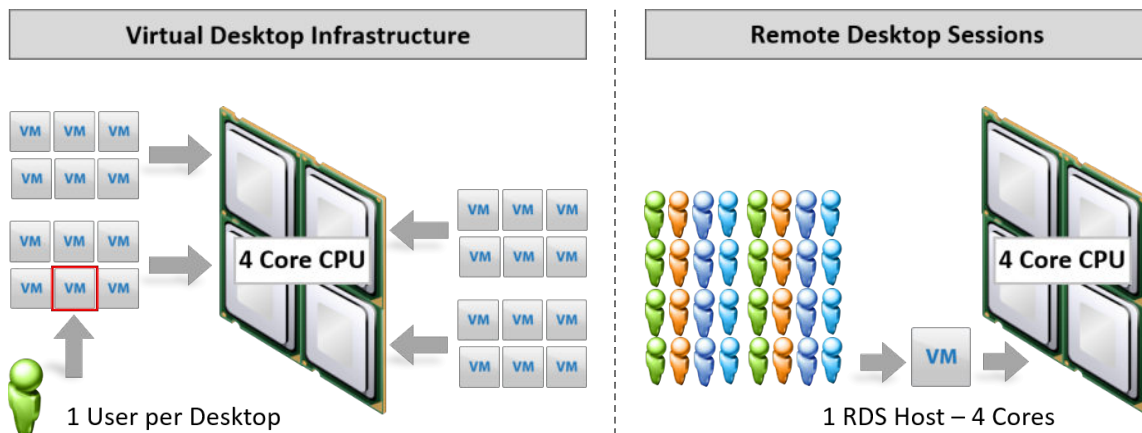 Virtual Desktop Infrastructure
Remote Desktop Sessions
VM VM VM
VM VM VM
VM VM VM
VM VM VM
4 Core CPU
VM VM VM
VM VM VM
VM VM VM
VM VM VM
1 User per Desktop
4 Core CPU
VM
1 RDS Host – 4 Cores